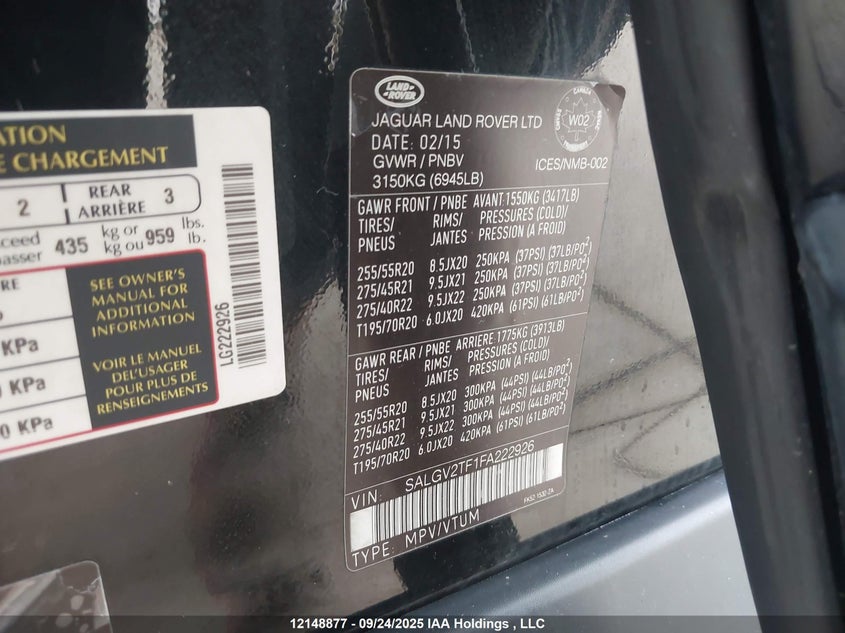 ATION
E CHARGEMENT
2 REAR ARRIÈRE 3
ceed
passer 435 kg or kg ou 959 lbs. lb.
RE
SEE OWNER'S
MANUAL FOR
ADDITIONAL
INFORMATION
KPa
VOIR LE MANUEL
DEL'USAGER
POUR PLUS DE
RENSEIGNEMENTS
0 KPa
0 KPa
LG222926
LAND ROVER
JAGUAR LAND ROVER LTD
CANADA
W02
TRANSPORT
DATE: 02/15
GVWR / PNBV
ICES/NMB-002
3150KG (6945LB)
GAWR FRONT / PNBE AVANT 1550KG (3417LB)
TIRES/ RIMS/ PRESSURES (COLD)/
PNEUS JANTES PRESSION (A FROID)
255/55R20 8.5JX20 250KPA (37PSI) (37LB/PO²)
275/45R21 9.5JX21 250KPA (37PSI) (37LB/PO²)
275/40R22 9.5JX22 250KPA (37PSI) (37LB/PO²)
T195/70R20 6.0JX20 420KPA (61PSI) (61LB/PO²)
GAWR REAR / PNBE ARRIERE 1775KG (3913LB)
TIRES/ RIMS/ PRESSURES (COLD)/
PNEUS JANTES PRESSION (A FROID)
255/55R20 8.5JX20 300KPA (44PSI) (44LB/PO²)
275/45R21 9.5JX21 300KPA (44PSI) (44LB/PO²)
275/40R22 9.5JX22 300KPA (44PSI) (44LB/PO²)
T195/70R20 6.0JX20 420KPA (61PSI) (61LB/PO²)
VIN: SALGV2TF1FA222926
TYPE: MPV/VTUM
12148877 - 09/24/2025 IAA Holdings , LLC